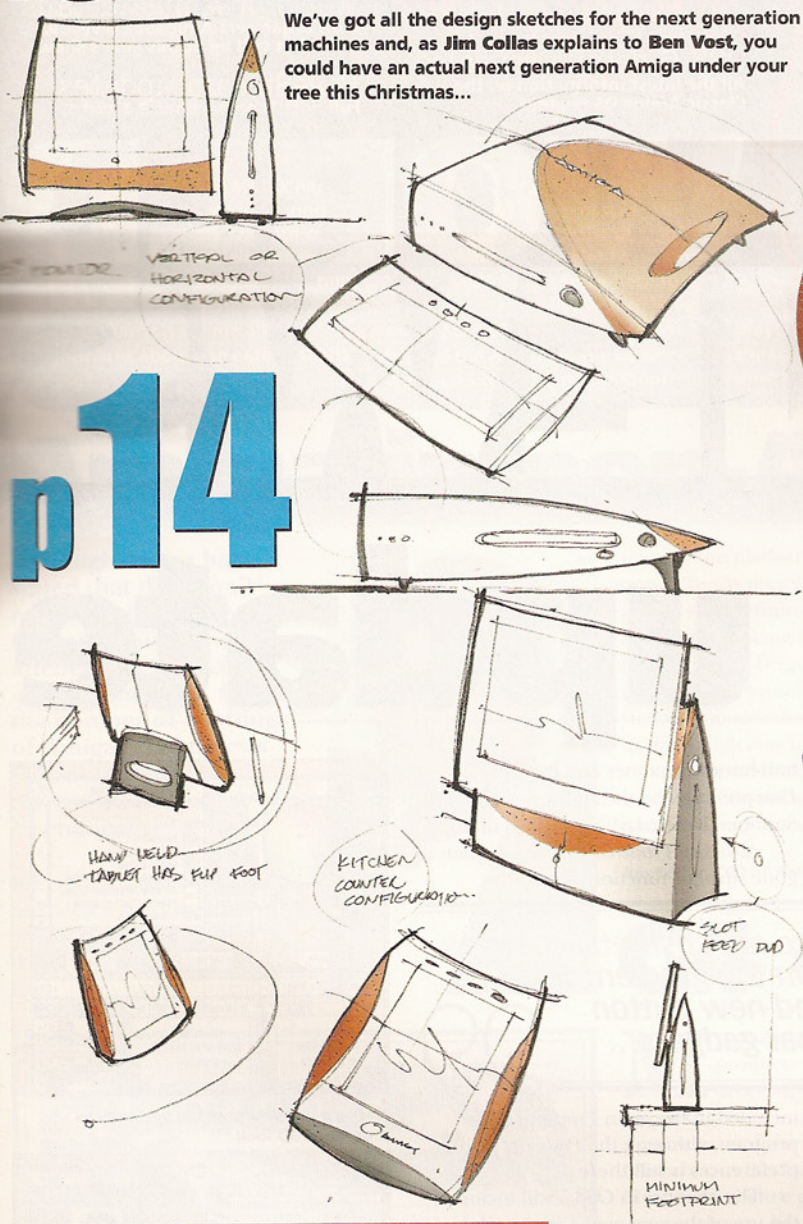 We've got all the design sketches for the next generation
machines and, as Jim Collas explains to Ben Vost, you
could have an actual next generation Amiga under your
tree this Christmas...
MONITOR
VERTICAL OR
HORIZONTAL
CONFIGURATION
p14
HAND HELD
TABLET HAS FLIP FOOT
KITCHEN
COUNTER
CONFIGURATION...
SLOT
FEED DVD
MINIMUM
FOOTPRINT